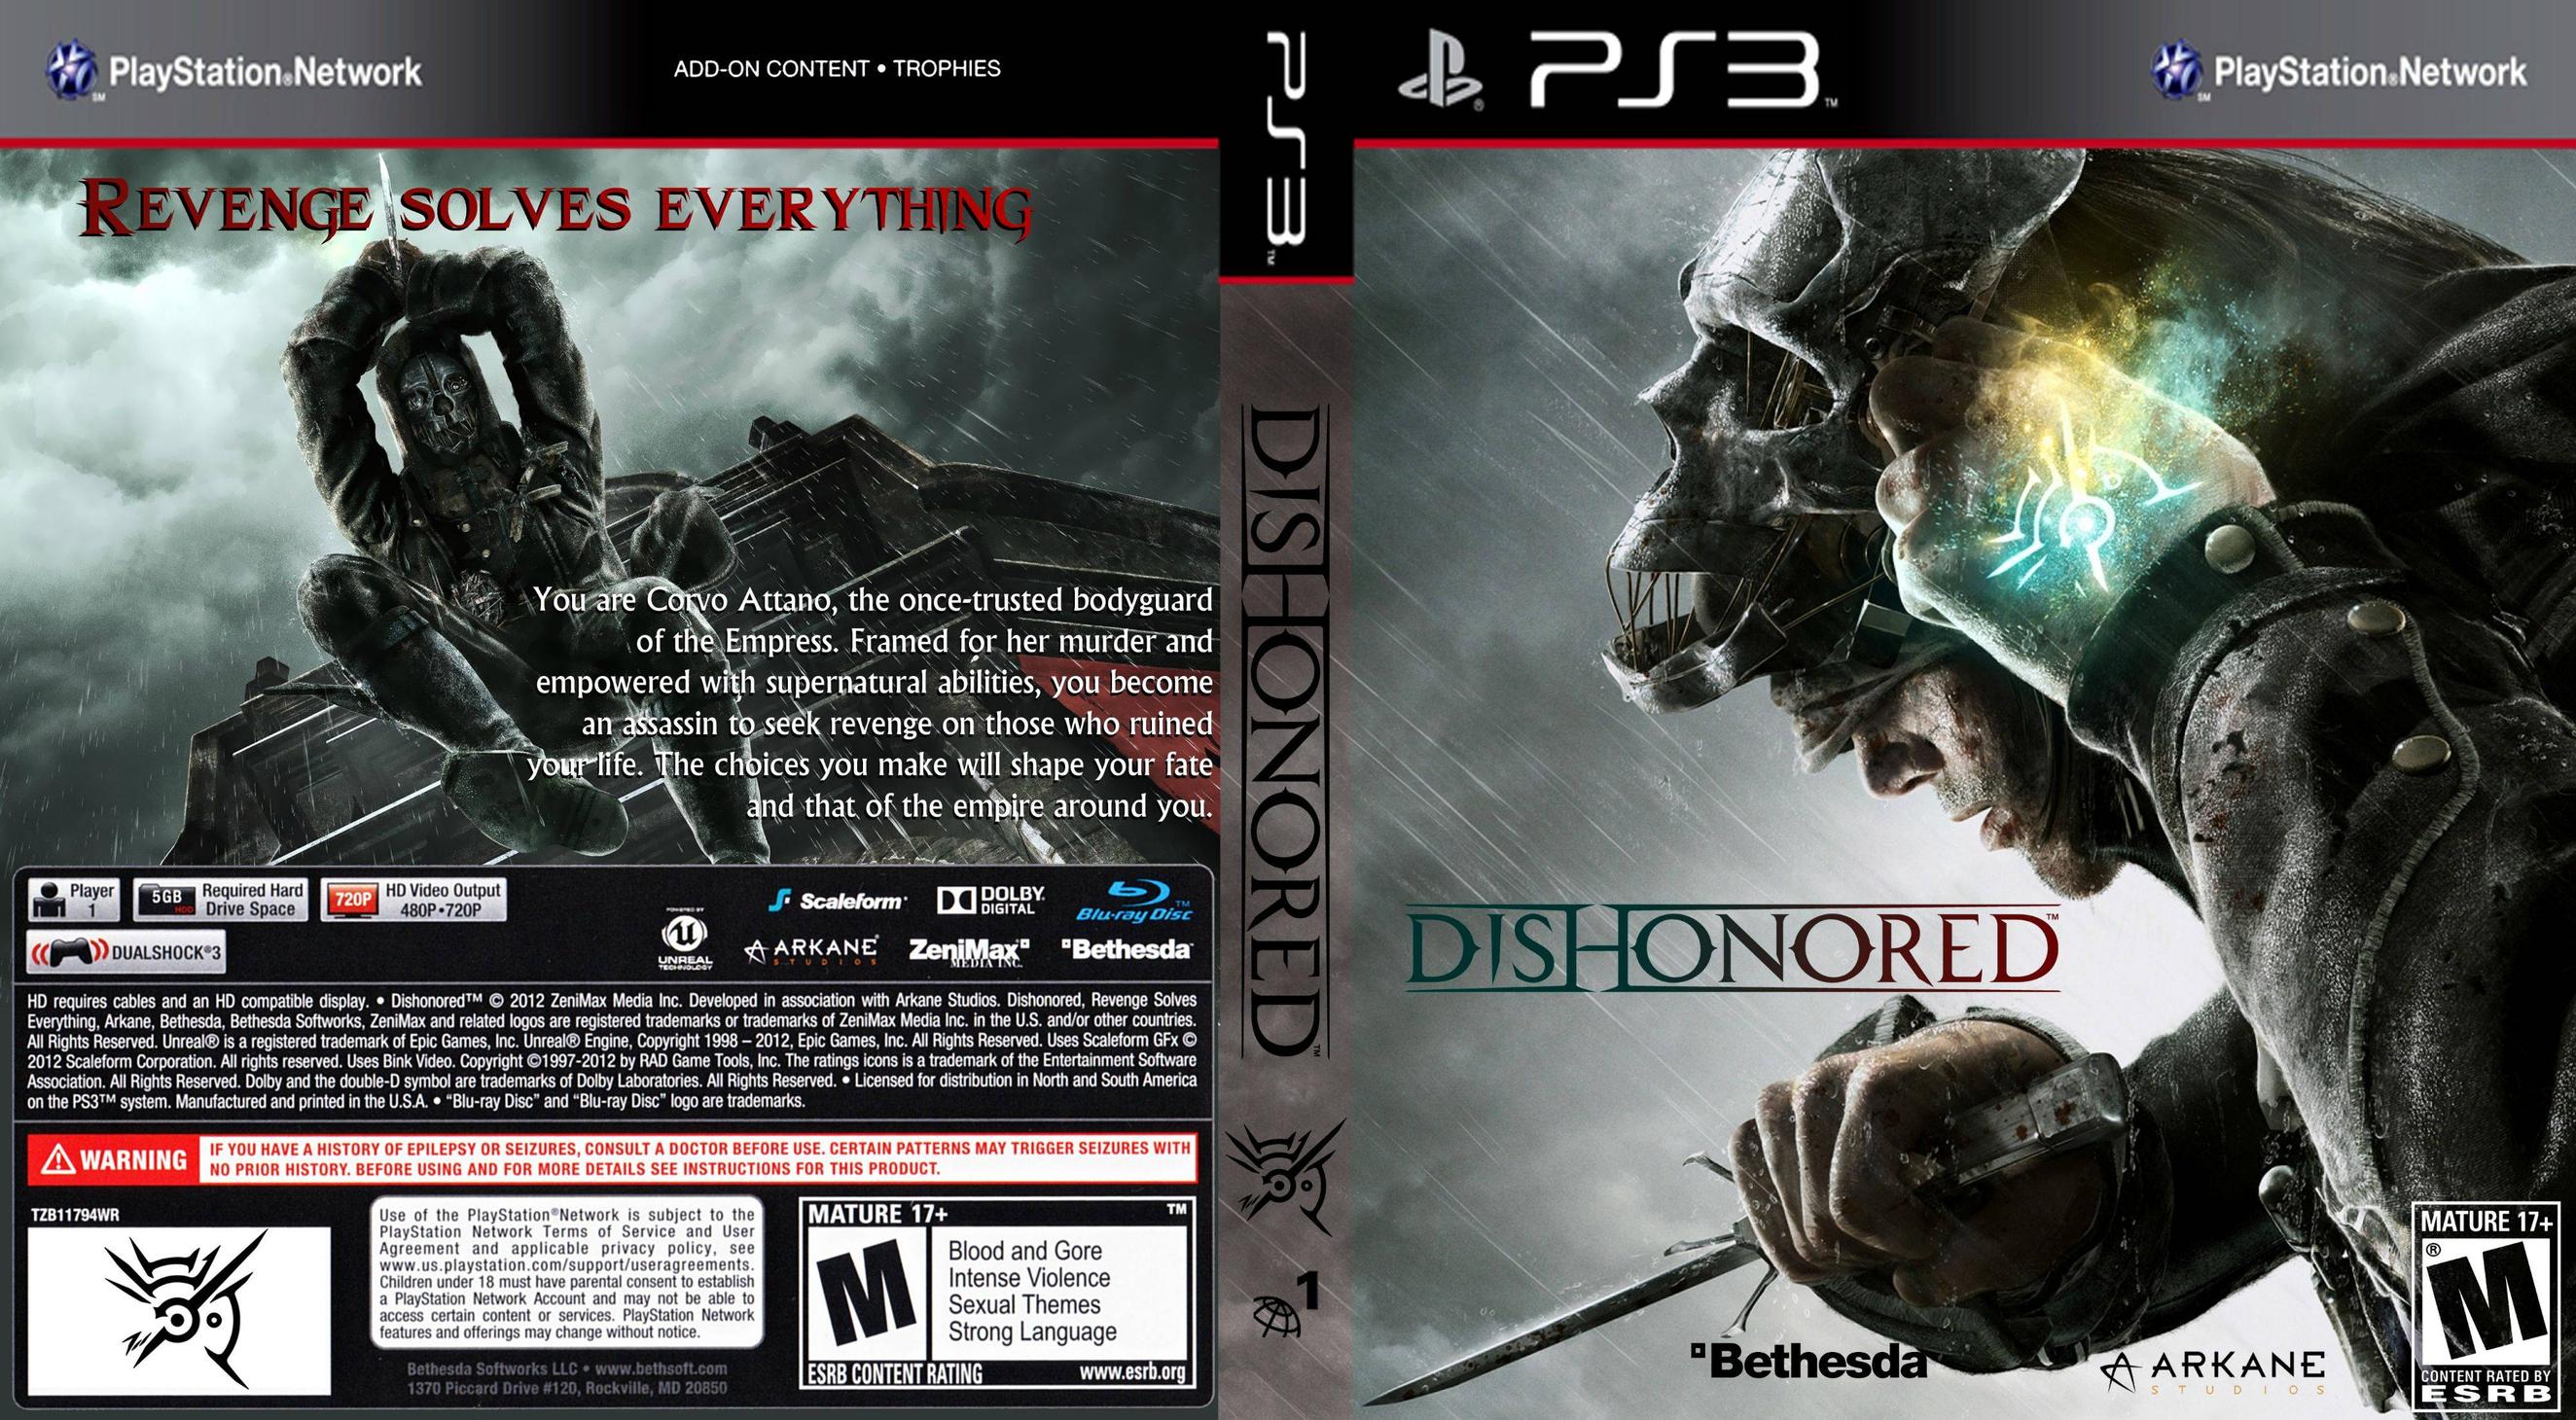 PlayStation®Network
SM
ADD-ON CONTENT • TROPHIES
REVENGE SOLVES EVERYTHING
You are Corvo Attano, the once-trusted bodyguard
of the Empress. Framed for her murder and
empowered with supernatural abilities, you become
an assassin to seek revenge on those who ruined
your life. The choices you make will shape your fate
and that of the empire around you.
Player
1
5GB
HDD
Required Hard
Drive Space
720P
HD Video Output
480P•720P
DUALSHOCK®3
POWERED BY
UNREAL
TECHNOLOGY
Scaleform
DOLBY
DIGITAL
Blu-ray Disc™
ARKANE
STUDIOS
ZeniMax
MEDIA INC.
Bethesda
HD requires cables and an HD compatible display. • Dishonored™ © 2012 ZeniMax Media Inc. Developed in association with Arkane Studios. Dishonored, Revenge Solves
Everything, Arkane, Bethesda, Bethesda Softworks, ZeniMax and related logos are registered trademarks or trademarks of ZeniMax Media Inc. in the U.S. and/or other countries.
All Rights Reserved. Unreal® is a registered trademark of Epic Games, Inc. Unreal® Engine, Copyright 1998 – 2012, Epic Games, Inc. All Rights Reserved. Uses Scaleform GFx ©
2012 Scaleform Corporation. All rights reserved. Uses Bink Video. Copyright ©1997-2012 by RAD Game Tools, Inc. The ratings icons is a trademark of the Entertainment Software
Association. All Rights Reserved. Dolby and the double-D symbol are trademarks of Dolby Laboratories. All Rights Reserved. • Licensed for distribution in North and South America
on the PS3™ system. Manufactured and printed in the U.S.A. • “Blu-ray Disc” and “Blu-ray Disc” logo are trademarks.
WARNING
IF YOU HAVE A HISTORY OF EPILEPSY OR SEIZURES, CONSULT A DOCTOR BEFORE USE. CERTAIN PATTERNS MAY TRIGGER SEIZURES WITH
NO PRIOR HISTORY. BEFORE USING AND FOR MORE DETAILS SEE INSTRUCTIONS FOR THIS PRODUCT.
TZB11794WR
Use of the PlayStation®Network is subject to the
PlayStation Network Terms of Service and User
Agreement and applicable privacy policy, see
www.us.playstation.com/support/useragreements.
Children under 18 must have parental consent to establish
a PlayStation Network Account and may not be able to
access certain content or services. PlayStation Network
features and offerings may change without notice.
Bethesda Softworks LLC • www.bethsoft.com
1370 Piccard Drive #120, Rockville, MD 20850
MATURE 17+ ™
M
Blood and Gore
Intense Violence
Sexual Themes
Strong Language
ESRB CONTENT RATING www.esrb.org
PS3™
DISHONORED™
1
PS3™
PlayStation®Network
SM
DISHONORED™
Bethesda
ARKANE
STUDIOS
MATURE 17+
®
M
CONTENT RATED BY
ESRB